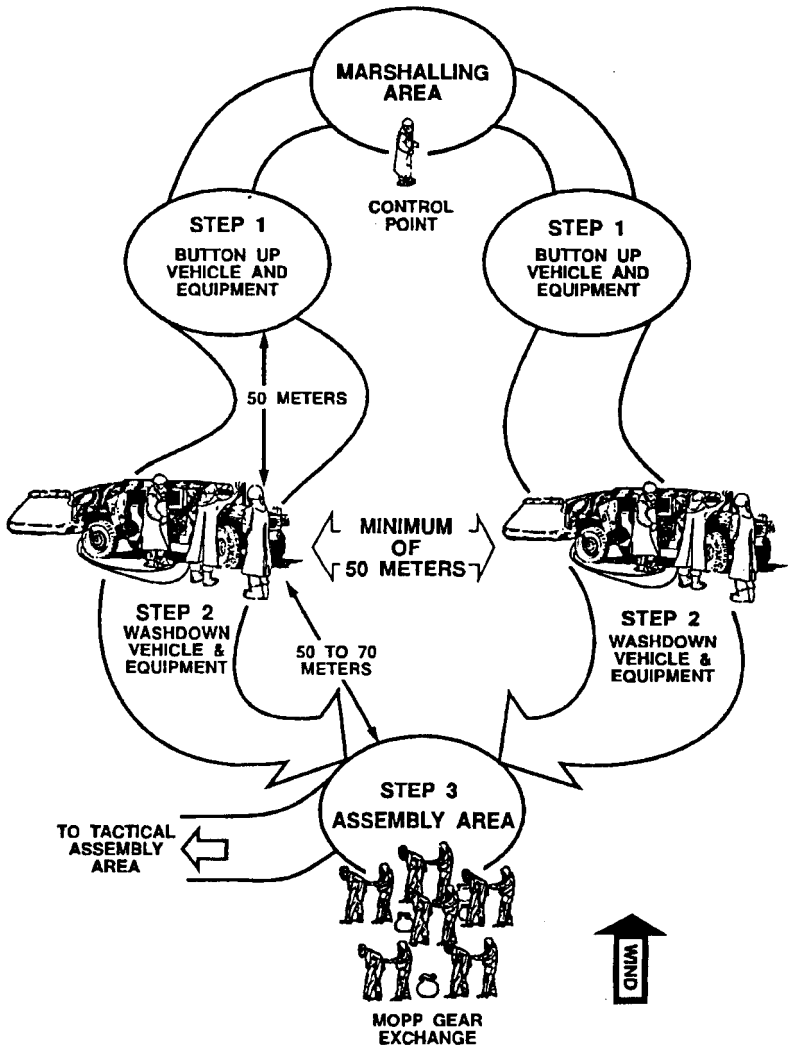 MARSHALLING
AREA
CONTROL
POINT
STEP 1
BUTTON UP
VEHICLE AND
EQUIPMENT
STEP 1
BUTTON UP
VEHICLE AND
EQUIPMENT
50 METERS
MINIMUM
OF
50 METERS
STEP 2
WASHDOWN
VEHICLE &
EQUIPMENT
50 TO 70
METERS
STEP 2
WASHDOWN
VEHICLE &
EQUIPMENT
STEP 3
ASSEMBLY AREA
TO TACTICAL
ASSEMBLY
AREA
WIND
MOPP GEAR
EXCHANGE